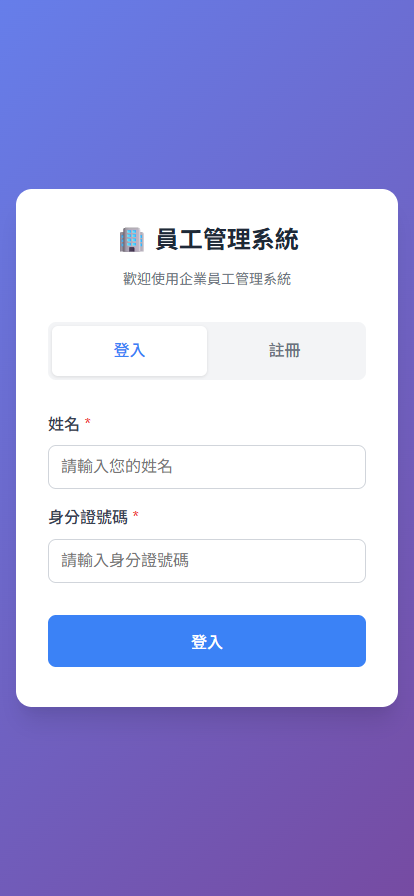 🏢 員工管理系統
歡迎使用企業員工管理系統
登入 註冊
姓名 *
請輸入您的姓名
身分證號碼 *
請輸入身分證號碼
登入